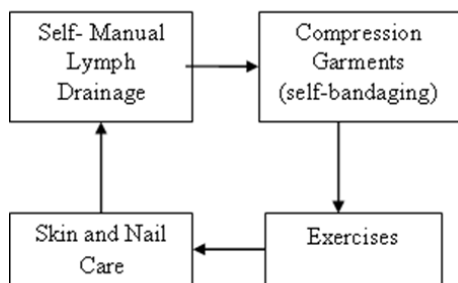 Self- Manual
Lymph
Drainage
Compression
Garments
(self-bandaging)
Skin and Nail
Care
Exercises